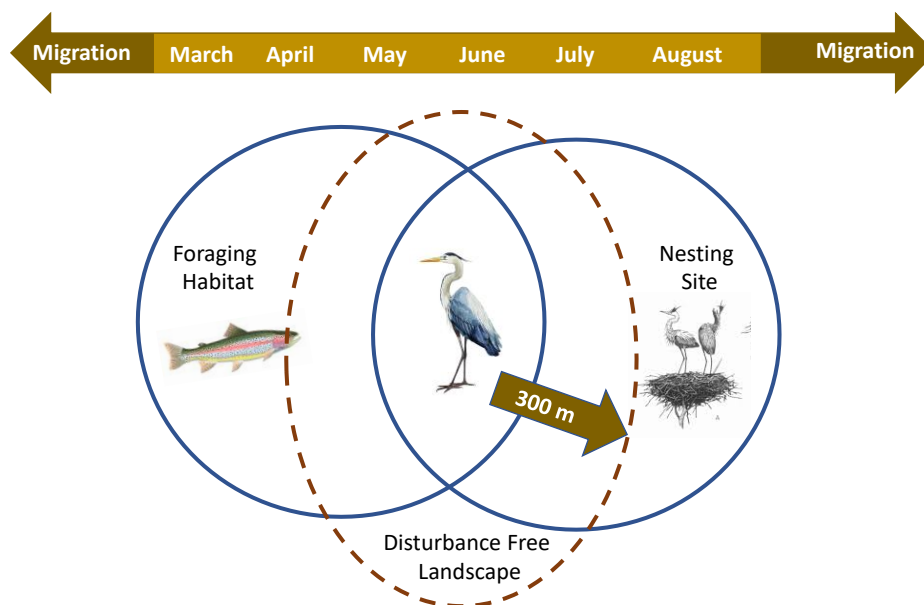 Migration March April May June July August Migration
Foraging
Habitat
Nesting
Site
300 m
Disturbance Free
Landscape